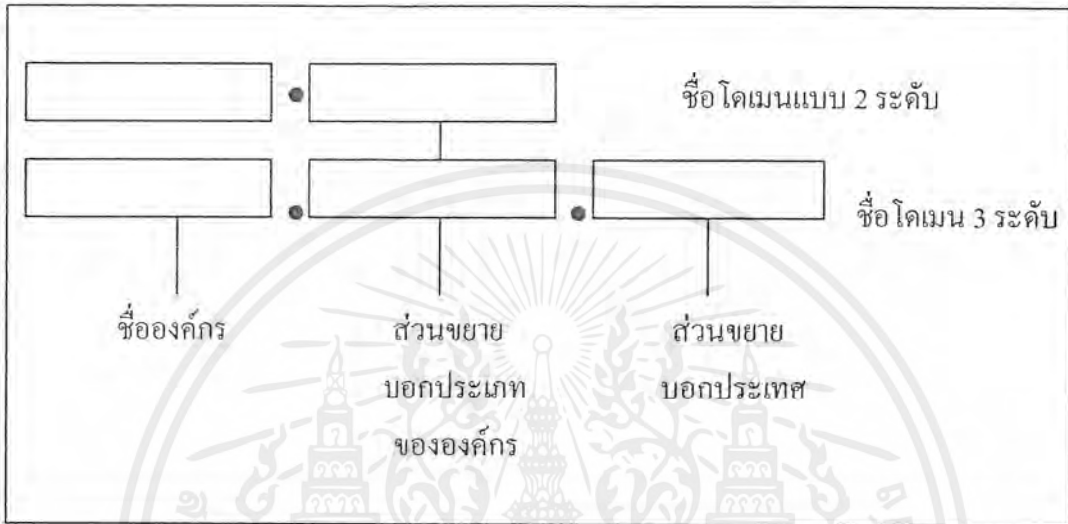 ชื่อโดเมนแบบ 2 ระดับ
ชื่อโดเมน 3 ระดับ
ชื่อองค์กร
ส่วนขยาย
บอกประเภท
ขององค์กร
ส่วนขยาย
บอกประเทศ